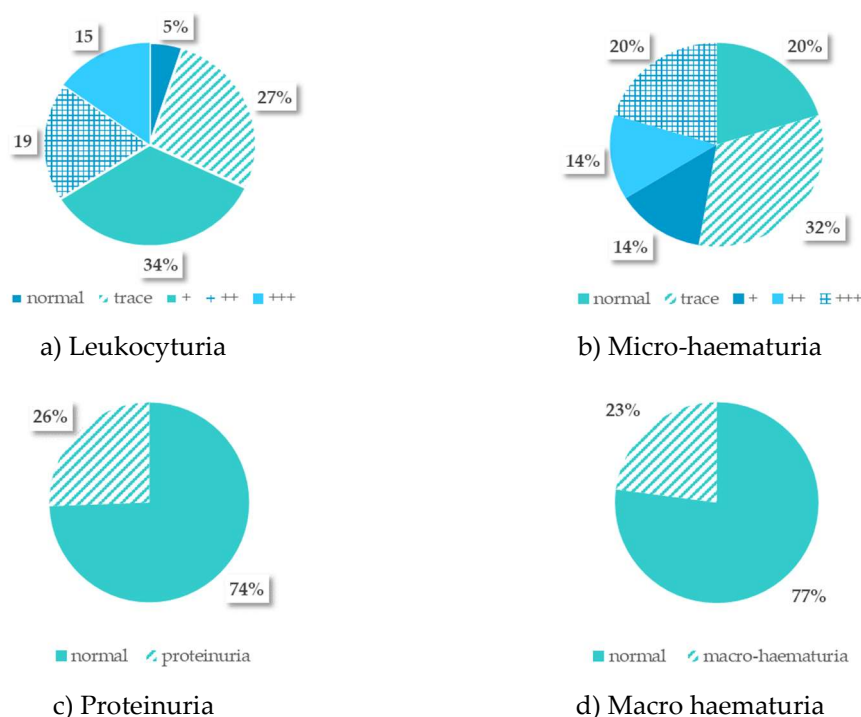 15
5%
27%
19
34%
normal trace + ++ +++
a) Leukocyturia
20%
20%
14%
14%
32%
normal trace + ++ +++
b) Micro-haematuria
26%
74%
normal proteinuria
c) Proteinuria
23%
77%
normal macro-haematuria
d) Macro haematuria